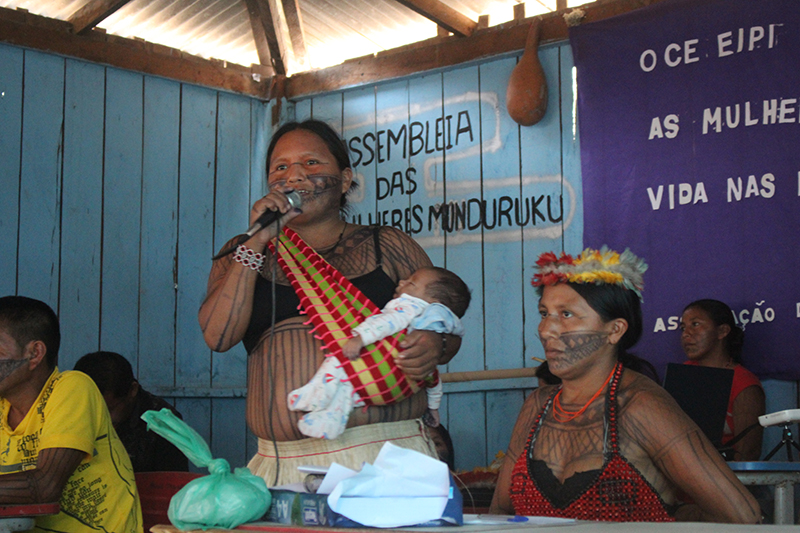 ASSEMBLEIA
DAS
MULHERES MUNDURUKU
O CE EIPI
AS MULHE
VIDA NAS
ASSOCIAÇÃO D